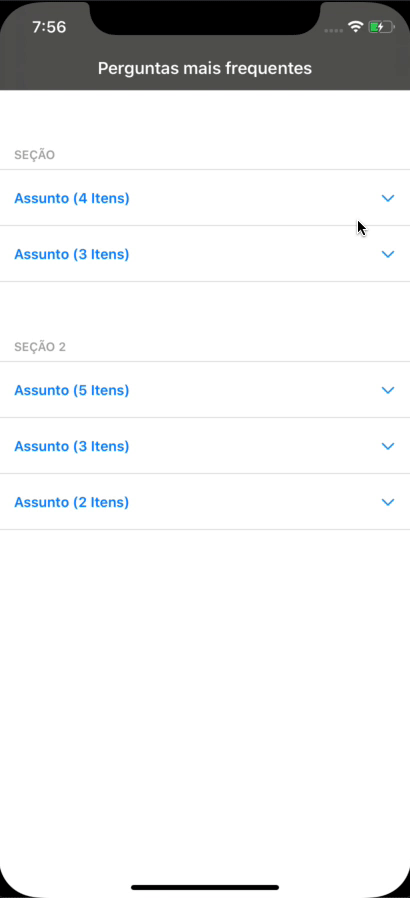 7:56
Perguntas mais frequentes
SEÇÃO
Assunto (4 Itens)
Assunto (3 Itens)
SEÇÃO 2
Assunto (5 Itens)
Assunto (3 Itens)
Assunto (2 Itens)